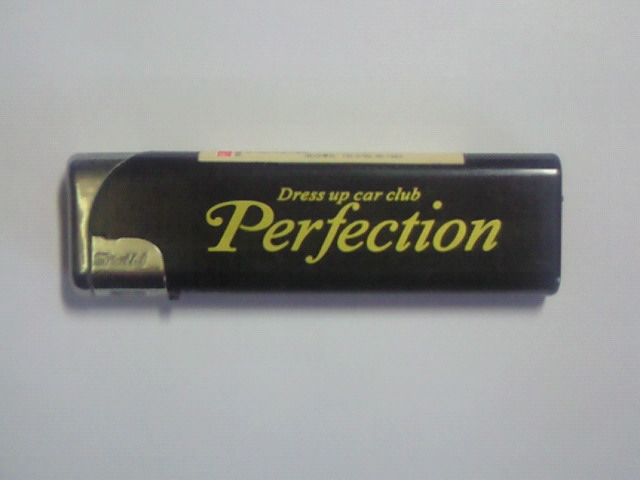 Dress up car club
Perfection